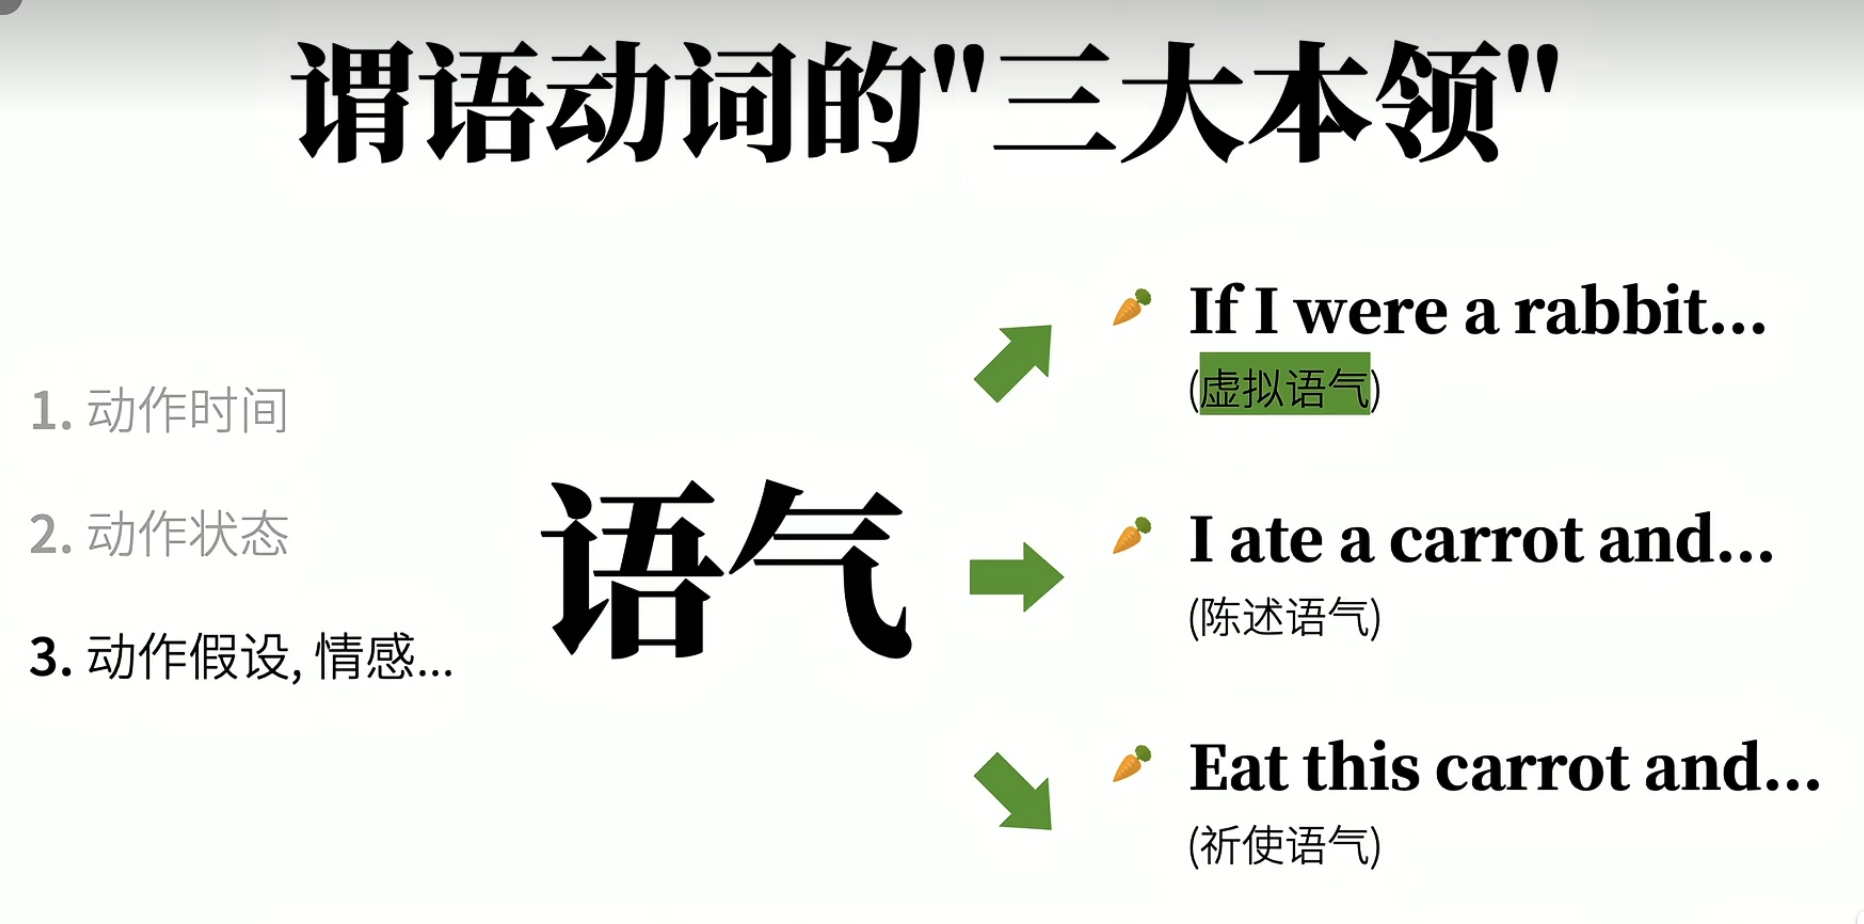 谓语动词的"三大本领"
1. 动作时间
2. 动作状态
3. 动作假设, 情感...
语气
If I were a rabbit...
(虚拟语气)
I ate a carrot and...
(陈述语气)
Eat this carrot and...
(祈使语气)